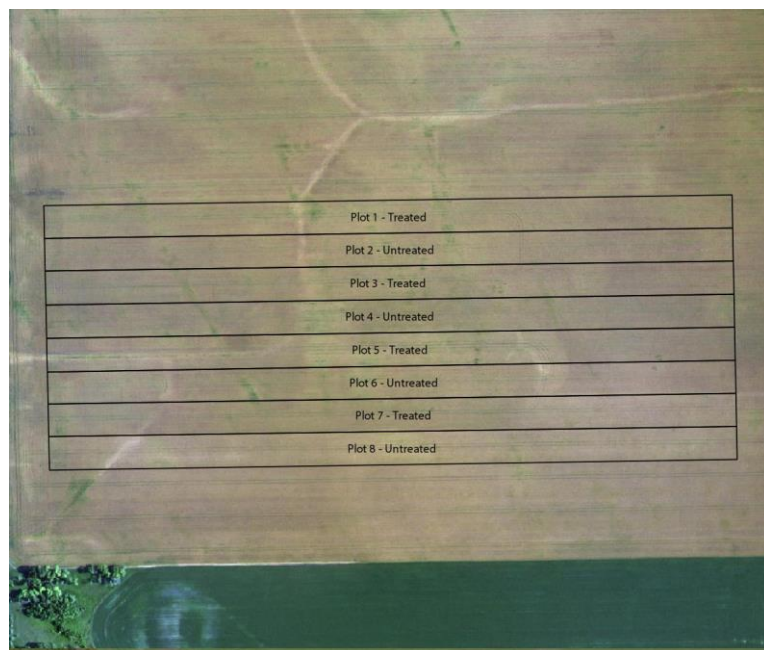 Plot 1 - Treated
Plot 2 - Untreated
Plot 3 - Treated
Plot 4 - Untreated
Plot 5 - Treated
Plot 6 - Untreated
Plot 7 - Treated
Plot 8 - Untreated